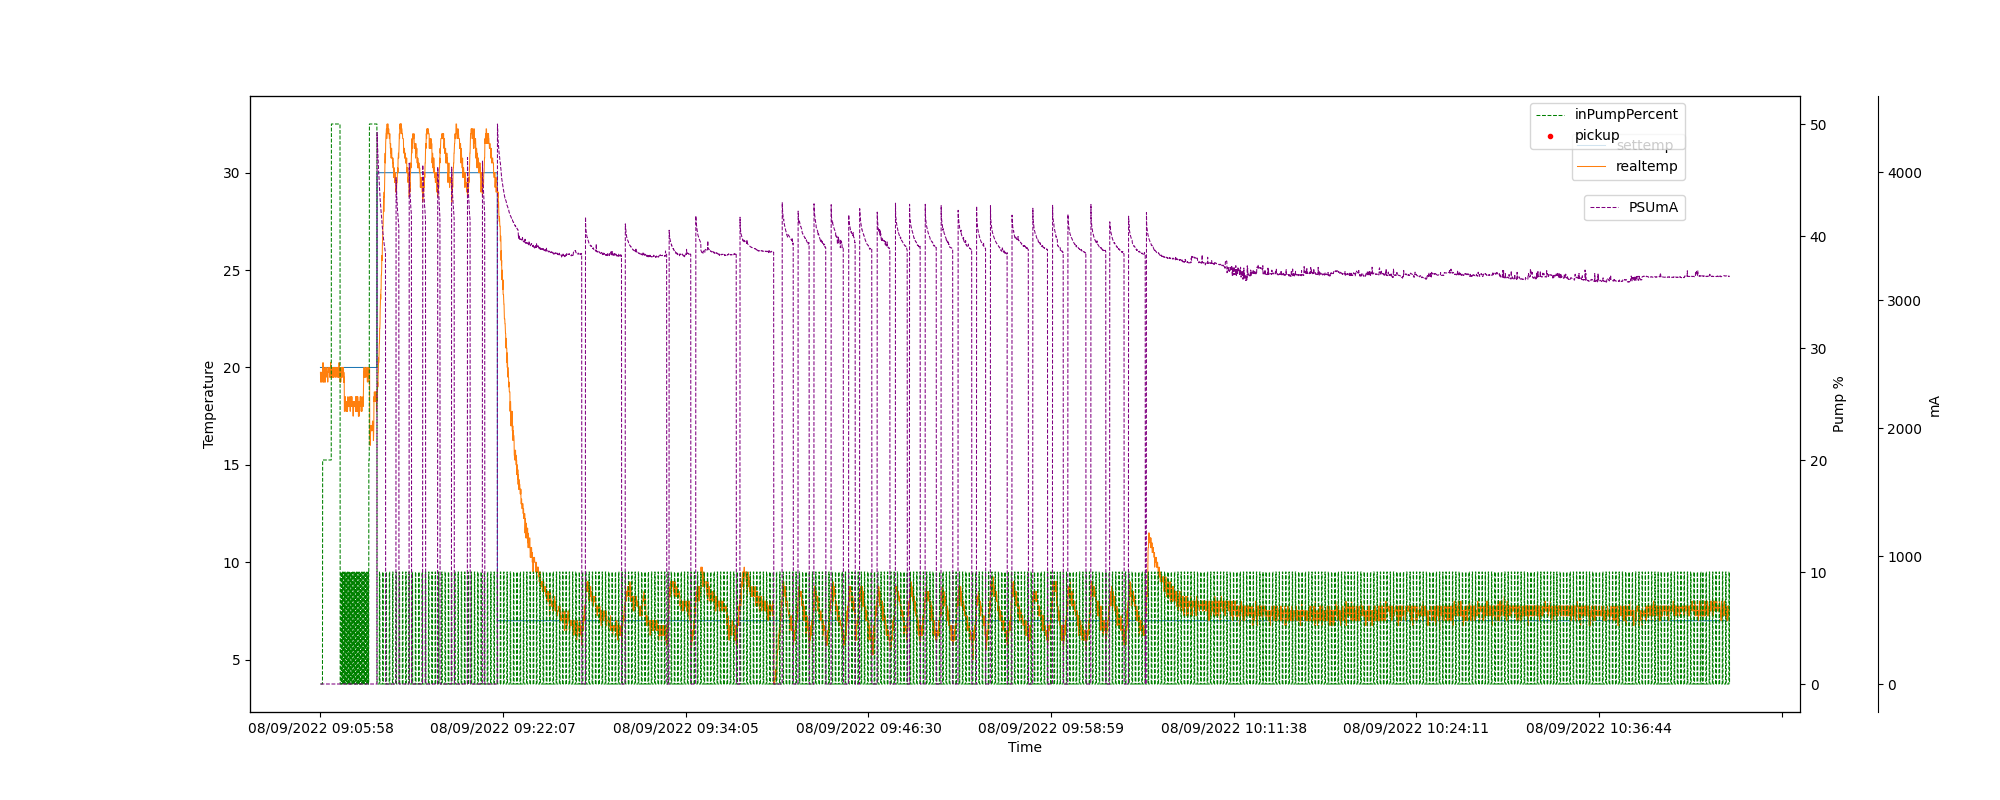 inPumpPercent
pickup
settemp
realtemp
PSUmA
Temperature
30
25
20
15
10
5
50
40
30
20
10
0
Pump %
4000
3000
2000
1000
0
mA
08/09/2022 09:05:58
08/09/2022 09:22:07
08/09/2022 09:34:05
08/09/2022 09:46:30
08/09/2022 09:58:59
08/09/2022 10:11:38
08/09/2022 10:24:11
08/09/2022 10:36:44
Time